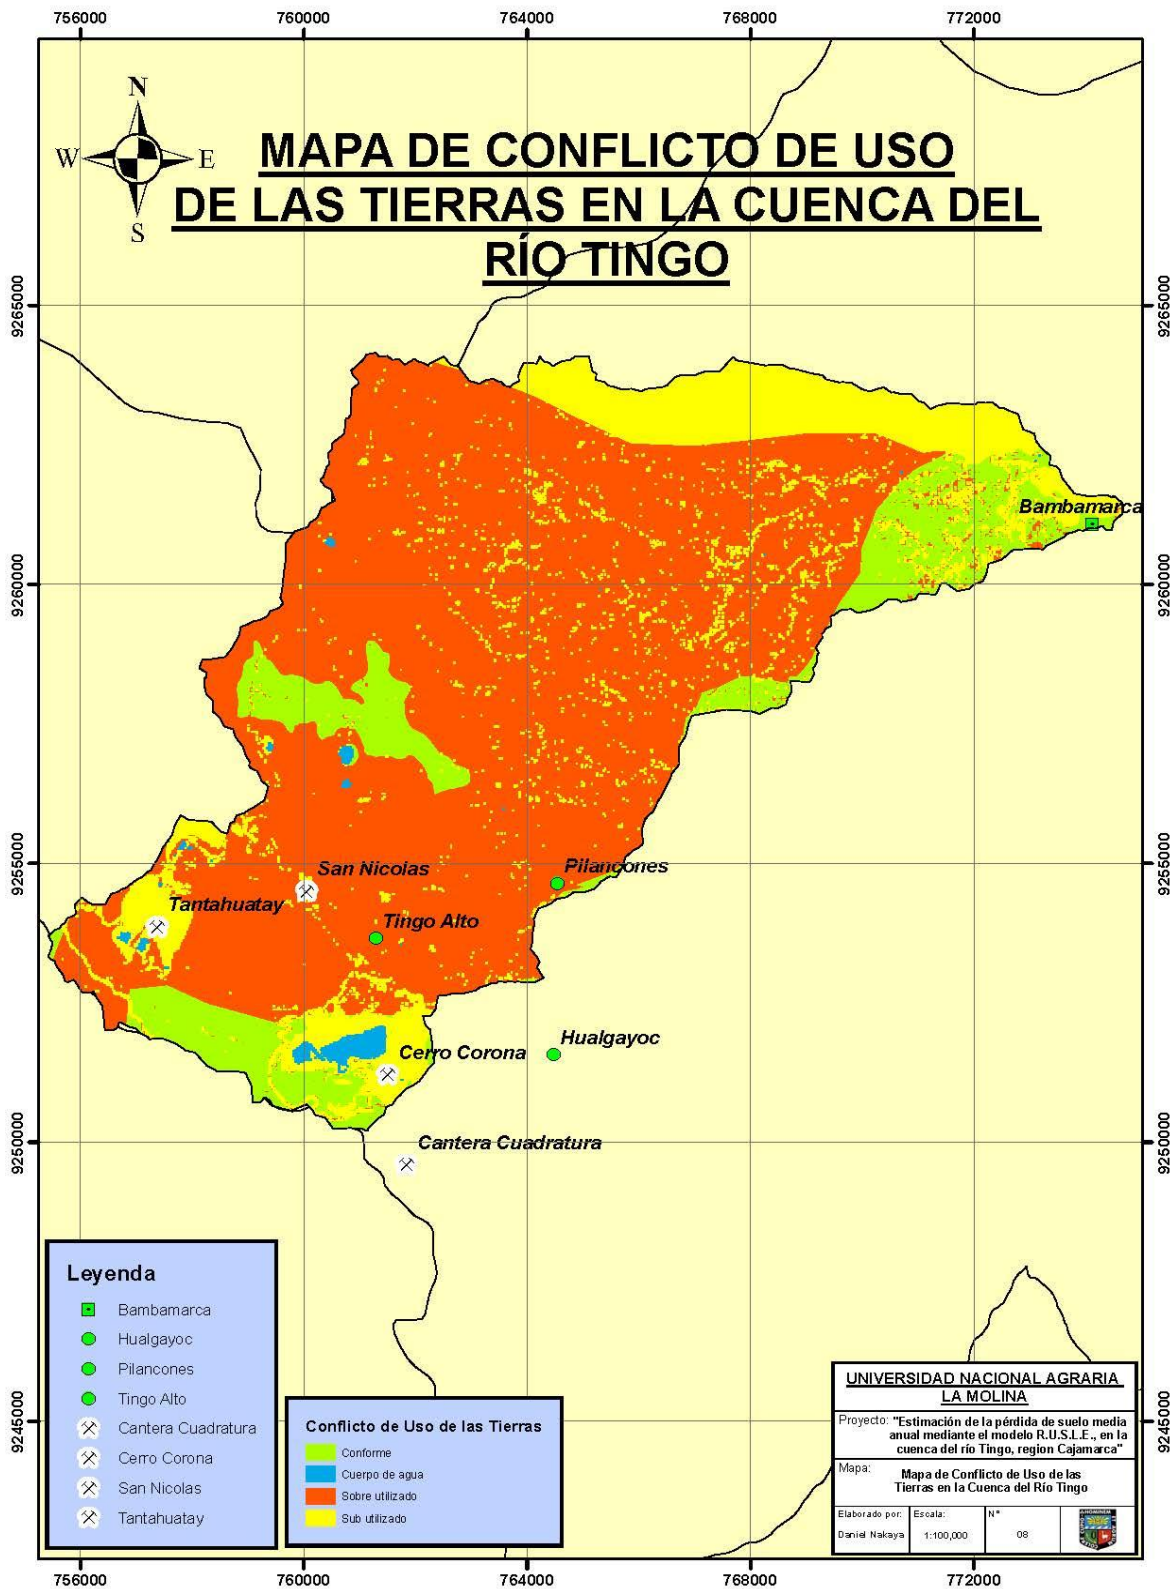 756000
760000
764000
768000
772000
N
W
E
S
MAPA DE CONFLICTO DE USO
DE LAS TIERRAS EN LA CUENCA DEL
RÍO TINGO
9265000
9265000
Bambamarca
9260000
9260000
San Nicolas
Pilancones
9255000
9255000
Tantahuatay
Tingo Alto
Hualgayoc
Cerro Corona
9250000
9250000
Cantera Cuadratura
Leyenda
Bambamarca
Hualgayoc
Pilancones
Tingo Alto
Cantera Cuadratura
Cerro Corona
San Nicolas
Tantahuatay
Conflicto de Uso de las Tierras
Conforme
Cuerpo de agua
Sobre utilizado
Sub utilizado
9245000
9245000
UNIVERSIDAD NACIONAL AGRARIA
LA MOLINA
Proyecto: "Estimación de la pérdida de suelo media
anual mediante el modelo R.U.S.L.E., en la
cuenca del río Tingo, region Cajamarca"
Mapa: Mapa de Conflicto de Uso de las
Tierras en la Cuenca del Río Tingo
Elaborado por:
Daniel Nakaya
Escala:
1:100,000
N°
08
756000
760000
764000
768000
772000